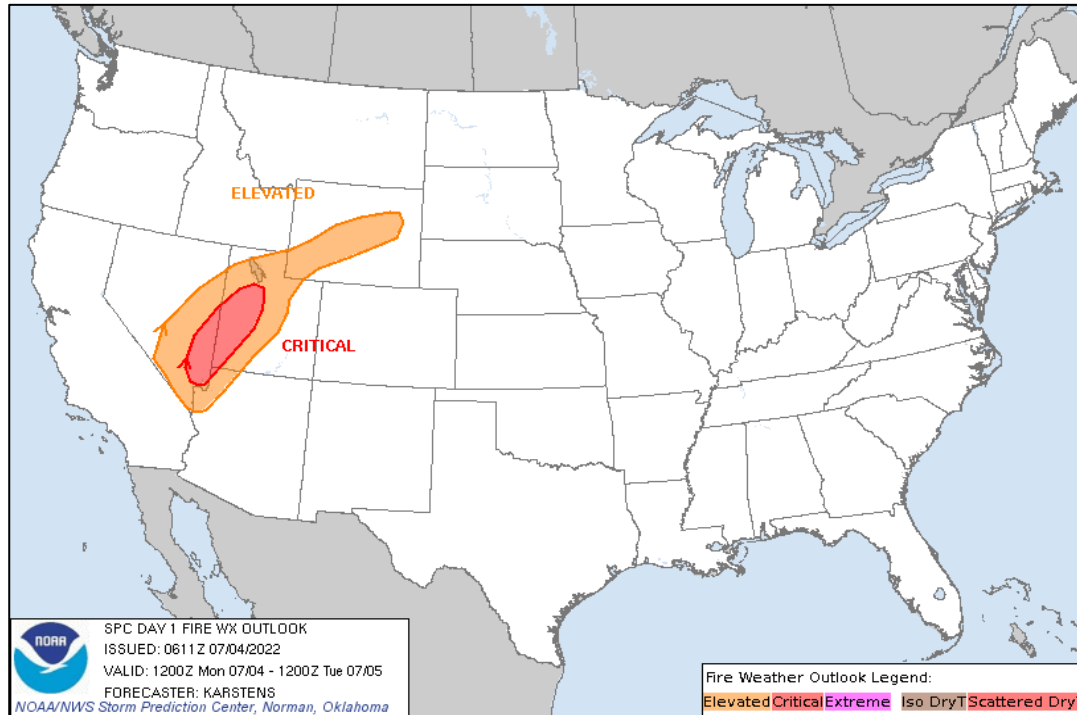 ELEVATED
CRITICAL
NOAA
SPC DAY 1 FIRE WX OUTLOOK
ISSUED: 0611Z 07/04/2022
VALID: 1200Z Mon 07/04 - 1200Z Tue 07/05
FORECASTER: KARSTENS
NOAA/NWS Storm Prediction Center, Norman, Oklahoma
Fire Weather Outlook Legend:
Elevated Critical Extreme Iso DryT Scattered DryT